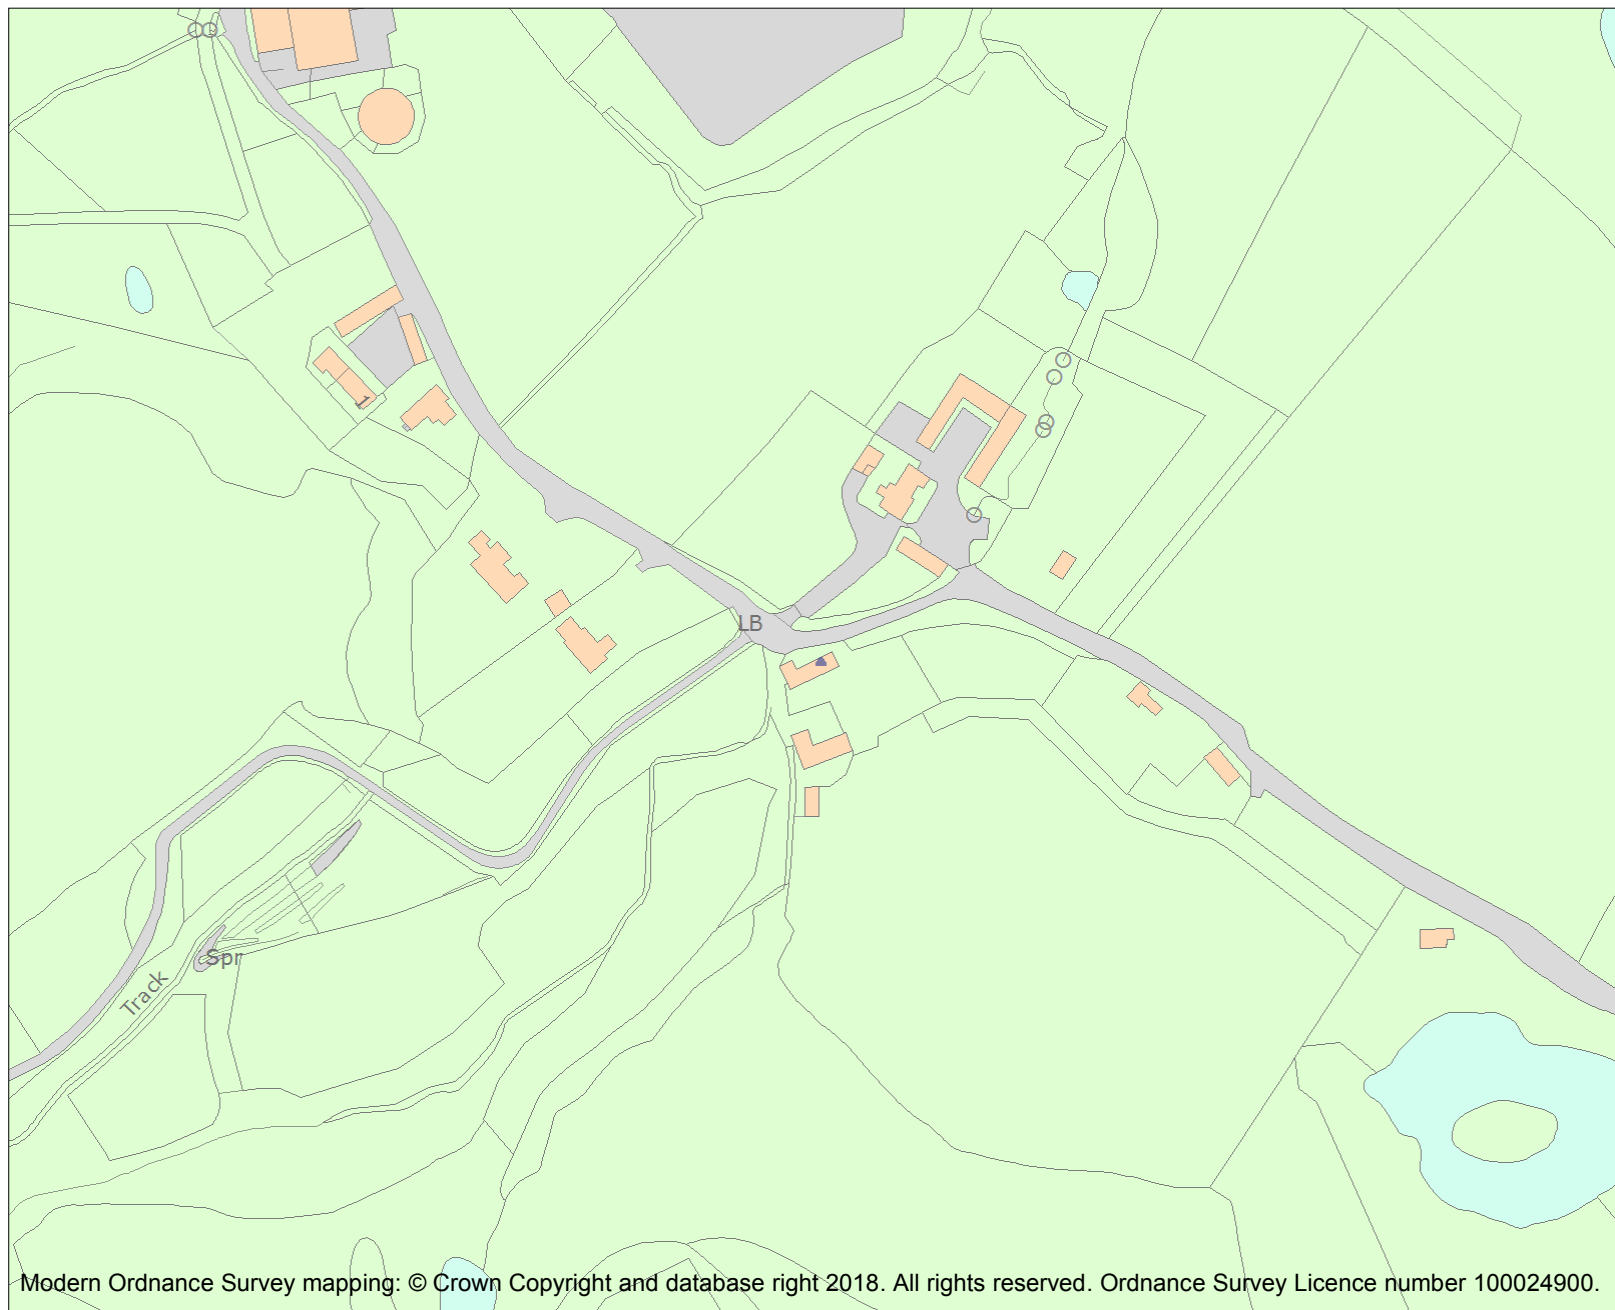 1
LB
Spr
Track
Modern Ordnance Survey mapping: © Crown Copyright and database right 2018. All rights reserved. Ordnance Survey Licence number 100024900.